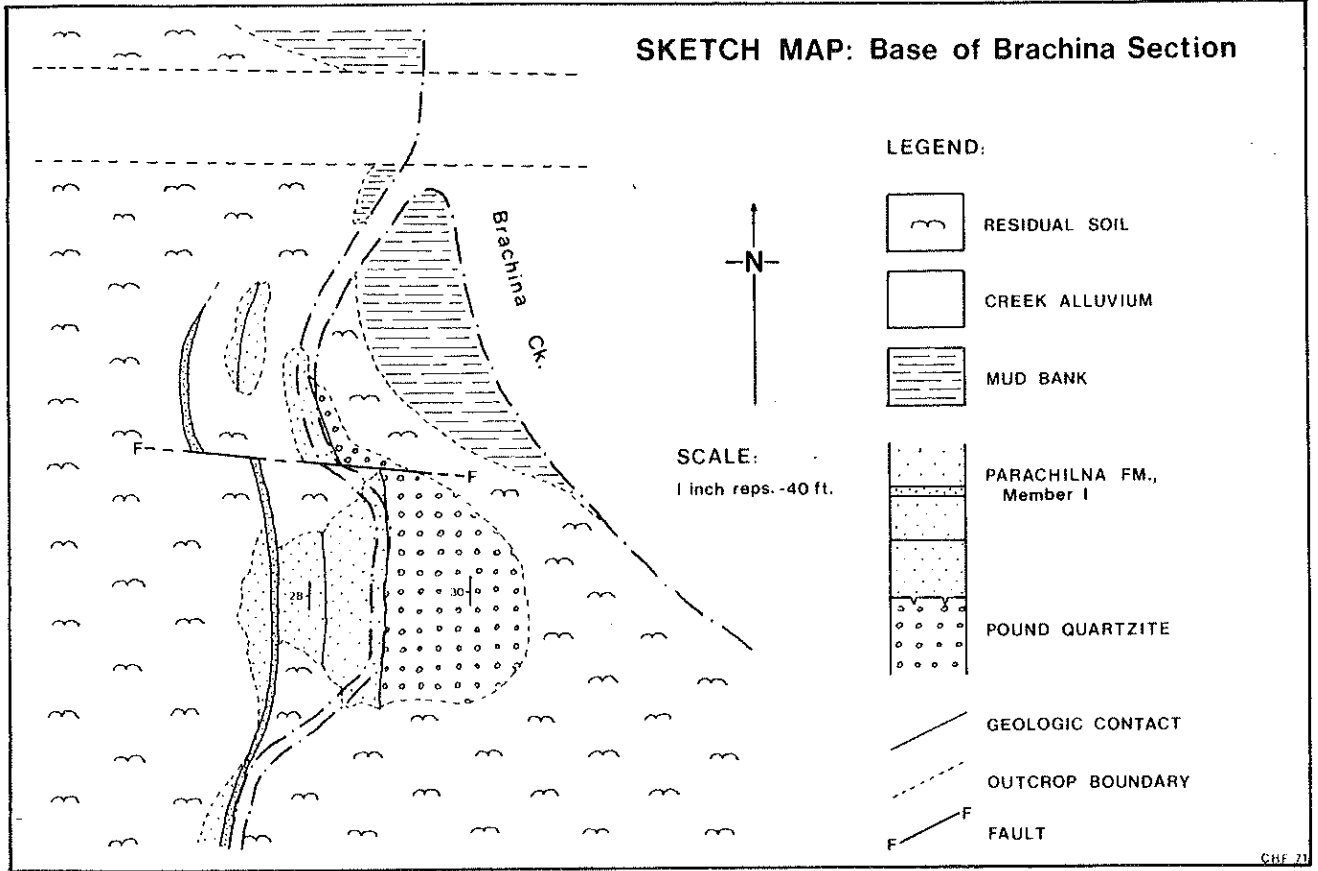 SKETCH MAP: Base of Brachina Section
LEGEND:
RESIDUAL SOIL
CREEK ALLUVIUM
MUD BANK
PARACHILNA FM.,
Member I
POUND QUARTZITE
GEOLOGIC CONTACT
OUTCROP BOUNDARY
F F
FAULT
N
SCALE:
1 inch reps. -40 ft.
Brachina Ck.
F F
28
30
CHF 71